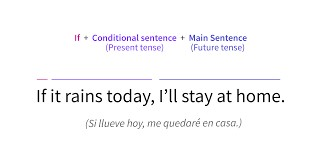 If + Conditional sentence + Main Sentence
(Present tense) (Future tense)
If it rains today, I’ll stay at home.
(Si llueve hoy, me quedaré en casa.)